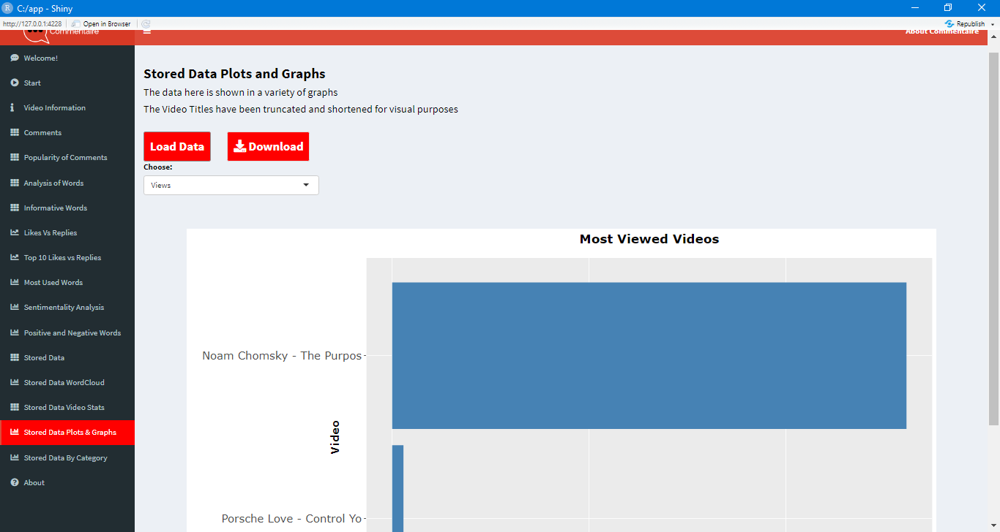 C:/app - Shiny
http://127.0.0.1:4228 Open in Browser Republish
Commentaire About Commentaire
Welcome!
Start
Video Information
Comments
Popularity of Comments
Analysis of Words
Informative Words
Likes Vs Replies
Top 10 Likes vs Replies
Most Used Words
Sentimentality Analysis
Positive and Negative Words
Stored Data
Stored Data WordCloud
Stored Data Video Stats
Stored Data Plots & Graphs
Stored Data By Category
About
Stored Data Plots and Graphs
The data here is shown in a variety of graphs
The Video Titles have been truncated and shortened for visual purposes
Load Data Download
Choose:
Views
Most Viewed Videos
Noam Chomsky - The Purpos
Video
Porsche Love - Control Yo